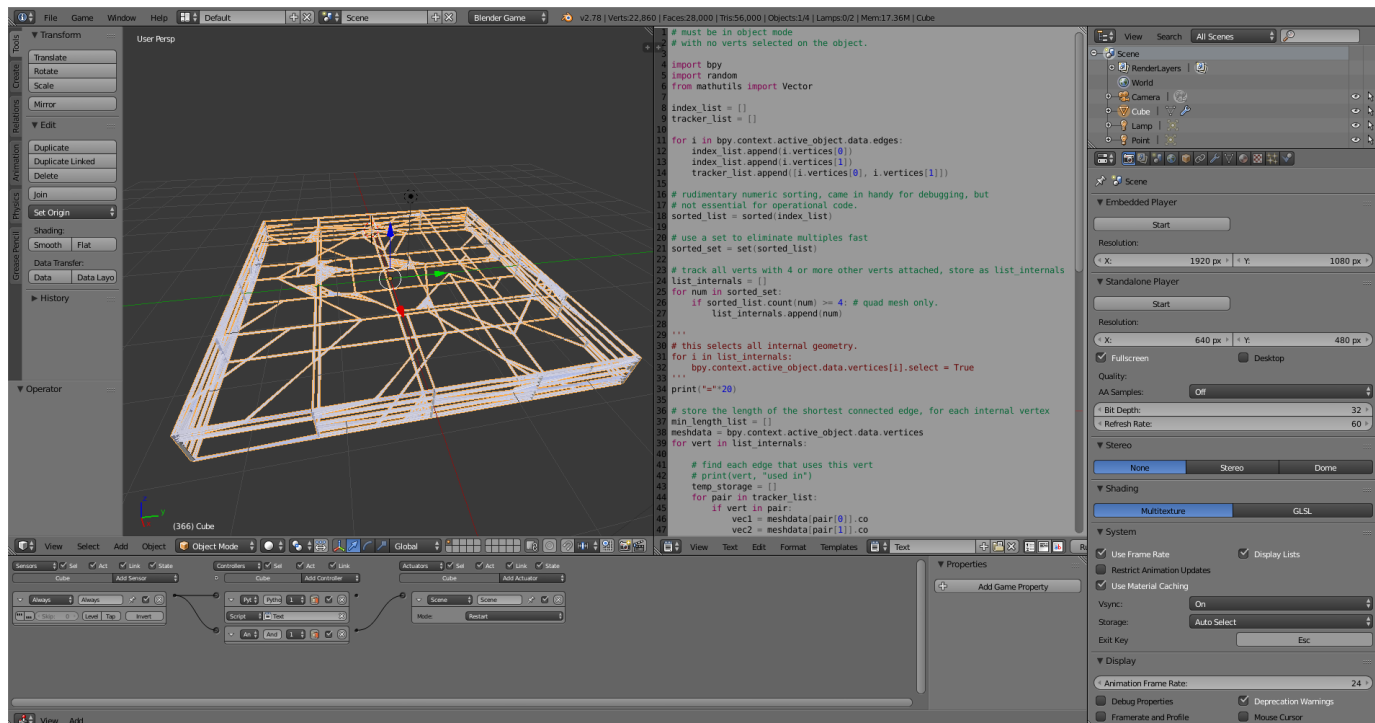 File Game Window Help Default Scene Blender Game v2.78 | Verts:22,860 | Faces:28,000 | Tris:56,000 | Objects:1/4 | Lamps:0/2 | Mem:17.36M | Cube
Tools
Create
Relations
Animation
Physics
Grease Pencil
Transform
Translate
Rotate
Scale
Mirror
Edit
Duplicate
Duplicate Linked
Delete
Join
Set Origin
Shading:
Smooth Flat
Data Transfer:
Data Data Layo
History
Operator
User Persp
z
y
(366) Cube
View Select Add Object Object Mode Global
1 # must be in object mode
2 # with no verts selected on the object.
3
4 import bpy
5 import random
6 from mathutils import Vector
7
8 index_list = []
9 tracker_list = []
10
11 for i in bpy.context.active_object.data.edges:
12 index_list.append(i.vertices[0])
13 index_list.append(i.vertices[1])
14 tracker_list.append([i.vertices[0], i.vertices[1]])
15
16 # rudimentary numeric sorting, came in handy for debugging, but
17 # not essential for operational code.
18 sorted_list = sorted(index_list)
19
20 # use a set to eliminate multiples fast
21 sorted_set = set(sorted_list)
22
23 # track all verts with 4 or more other verts attached, store as list_internals
24 list_internals = []
25 for num in sorted_set:
26 if sorted_list.count(num) >= 4: # quad mesh only.
27 list_internals.append(num)
28
29 '''
30 # this selects all internal geometry.
31 for i in list_internals:
32 bpy.context.active_object.data.vertices[i].select = True
33 '''
34 print("="*20)
35
36 # store the length of the shortest connected edge, for each internal vertex
37 min_length_list = []
38 meshdata = bpy.context.active_object.data.vertices
39 for vert in list_internals:
40
41 # find each edge that uses this vert
42 # print(vert, "used in")
43 temp_storage = []
44 for pair in tracker_list:
45 if vert in pair:
46 vec1 = meshdata[pair[0]].co
47 vec2 = meshdata[pair[1]].co
View Text Edit Format Templates Text Ru
View Search All Scenes
Scene
RenderLayers |
World
Camera |
Cube |
Lamp |
Point |
Scene
Embedded Player
Start
Resolution:
X: 1920 px Y: 1080 px
Standalone Player
Start
Resolution:
X: 640 px Y: 480 px
Fullscreen Desktop
Quality:
AA Samples: Off
Bit Depth: 32
Refresh Rate: 60
Stereo
None Stereo Dome
Shading
Multitexture GLSL
System
Use Frame Rate Display Lists
Restrict Animation Updates
Use Material Caching
Vsync: On
Storage: Auto Select
Exit Key Esc
Display
Animation Frame Rate: 24
Debug Properties Deprecation Warnings
Framerate and Profile Mouse Cursor
Sensors Sel Act Link State
Cube Add Sensor
Always Always
Skip: 0 Level Tap Invert
Controllers Sel Act Link
Cube Add Controller
Pyt Pytho 1
Script Text
An And 1
Actuators Sel Act Link State
Cube Add Actuator
Scene Scene
Mode: Restart
Properties
Add Game Property
View Add